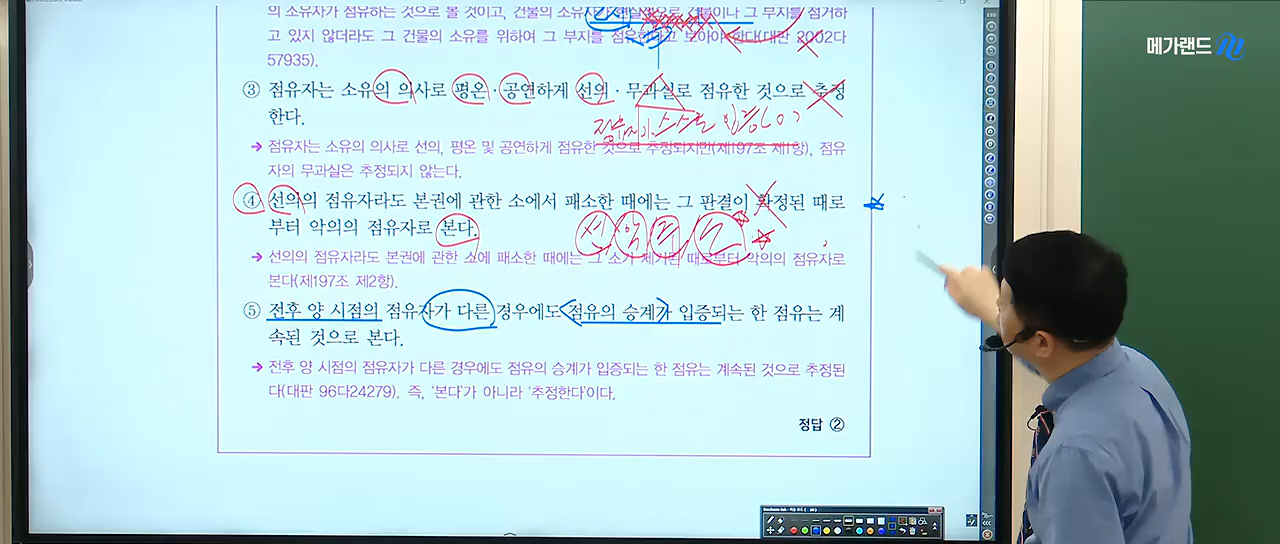 의 소유자가 점유하는 것으로 볼 것이고, 건물의 소유자가 현실적으로 건물이나 그 부지를 점거하
고 있지 않더라도 그 건물의 소유를 위하여 그 부지를 점유한다고 보아야 한다(대판 2002다
57935).
③ 점유자는 소유의 의사로 평온·공연하게 선의·무과실로 점유한 것으로 추정
한다.
점유자가 스스로 입증(O)
→ 점유자는 소유의 의사로 선의, 평온 및 공연하게 점유한 것으로 추정되지만(제197조 제1항), 점유
자의 무과실은 추정되지 않는다.
④ 선의의 점유자라도 본권에 관한 소에서 패소한 때에는 그 판결이 확정된 때로
부터 악의의 점유자로 본다.
선 악 패 소
→ 선의의 점유자라도 본권에 관한 소에 패소한 때에는 그 소가 제기된 때로부터 악의의 점유자로
본다(제197조 제2항).
⑤ 전후 양 시점의 점유자가 다른 경우에도 점유의 승계가 입증되는 한 점유는 계
속된 것으로 본다.
→ 전후 양 시점의 점유자가 다른 경우에도 점유의 승계가 입증되는 한 점유는 계속된 것으로 추정된
다(대판 96다24279). 즉, '본다'가 아니라 '추정한다'이다.
정답 ②
메가랜드